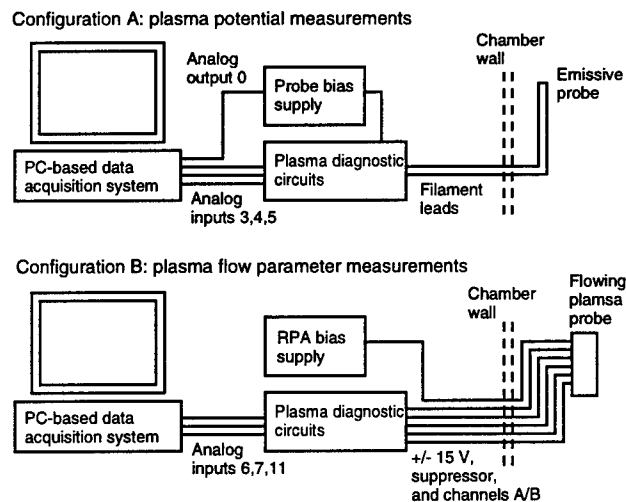 Configuration A: plasma potential measurements
Analog
output 0
Probe bias
supply
Chamber
wall
Emissive
probe
PC-based data
acquisition system
Plasma diagnostic
circuits
Analog
inputs 3,4,5
Filament
leads
Configuration B: plasma flow parameter measurements
Chamber
wall
Flowing
plamsa
probe
RPA bias
supply
PC-based data
acquisition system
Plasma diagnostic
circuits
Analog
inputs 6,7,11
+/- 15 V,
suppressor,
and channels A/B